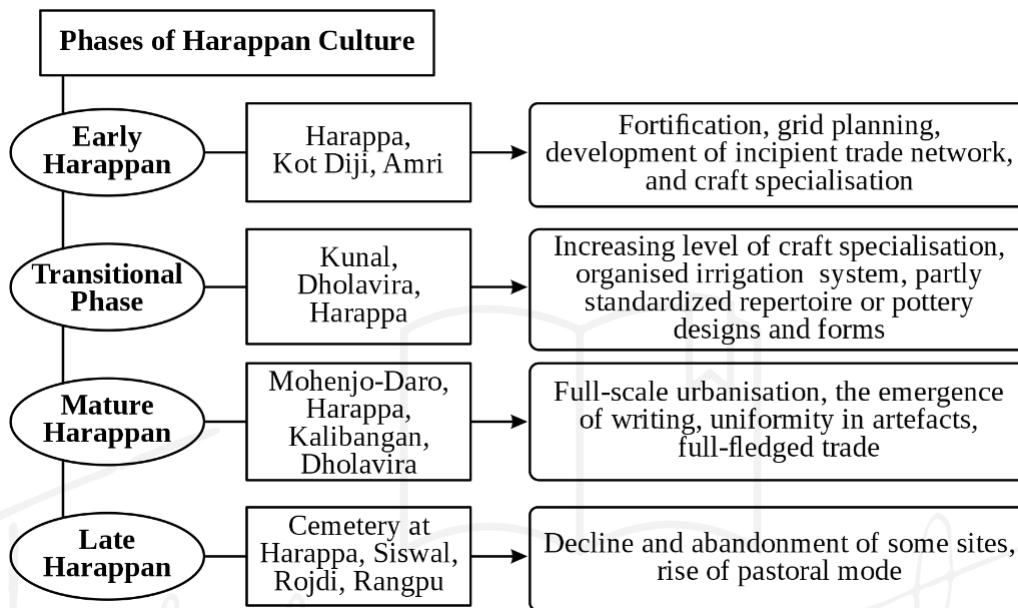 Phases of Harappan Culture
Early
Harappan
Harappa,
Kot Diji, Amri
Fortification, grid planning,
development of incipient trade network,
and craft specialisation
Transitional
Phase
Kunal,
Dholavira,
Harappa
Increasing level of craft specialisation,
organised irrigation system, partly
standardized repertoire or pottery
designs and forms
Mature
Harappan
Mohenjo-Daro,
Harappa,
Kalibangan,
Dholavira
Full-scale urbanisation, the emergence
of writing, uniformity in artefacts,
full-fledged trade
Late
Harappan
Cemetery at
Harappa, Siswal,
Rojdi, Rangpu
Decline and abandonment of some sites,
rise of pastoral mode